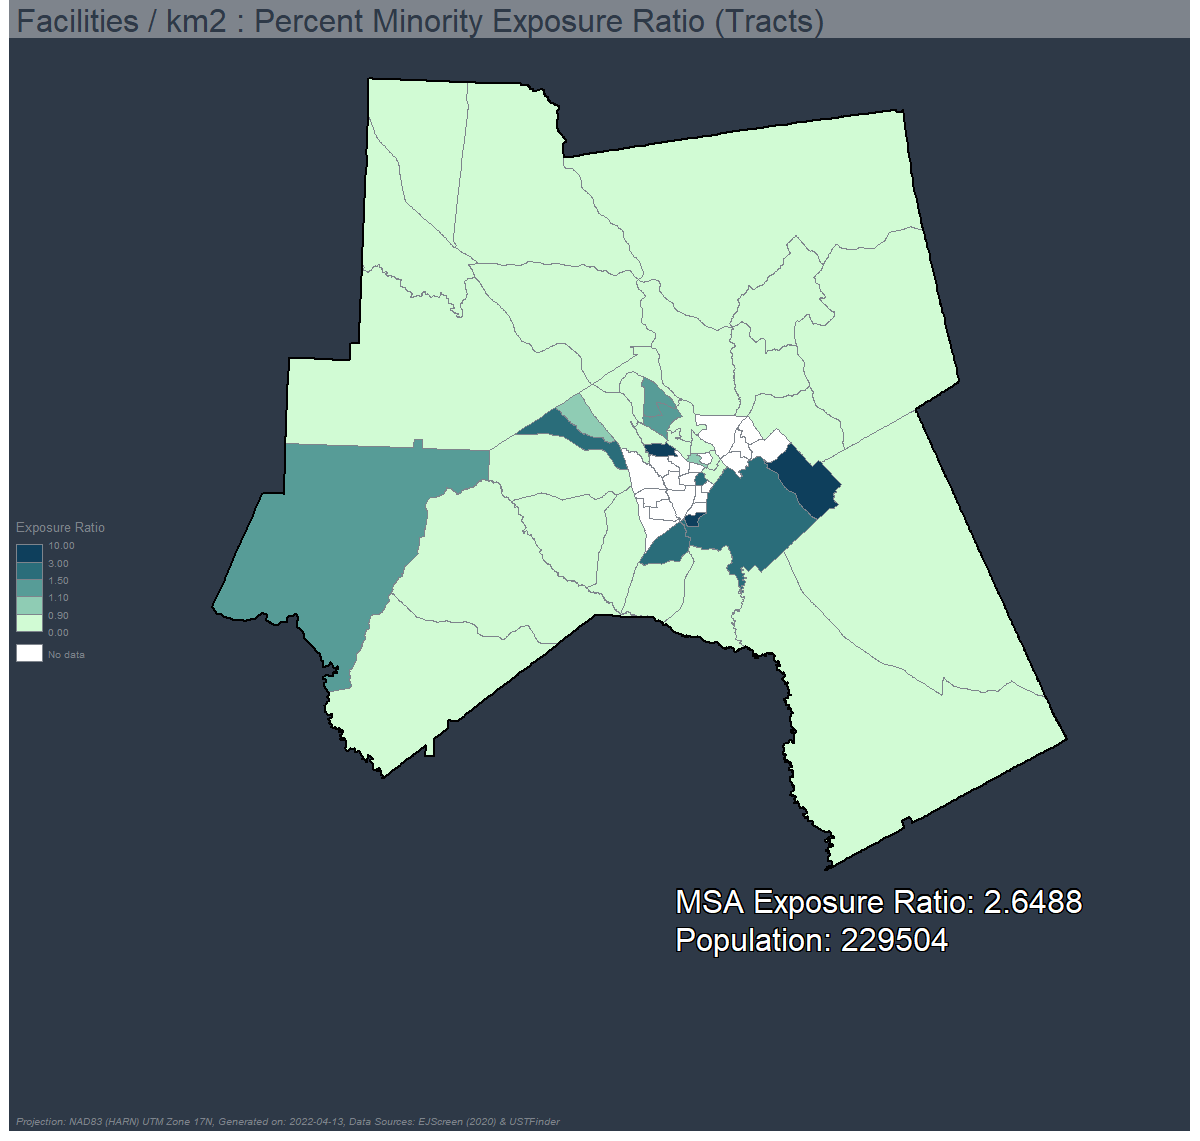 Facilities / km2 : Percent Minority Exposure Ratio (Tracts)
Exposure Ratio
10.00
3.00
1.50
1.10
0.90
0.00
No data
MSA Exposure Ratio: 2.6488
Population: 229504
Projection: NAD83 (HARN) UTM Zone 17N, Generated on: 2022-04-13, Data Sources: EJScreen (2020) & USTFinder